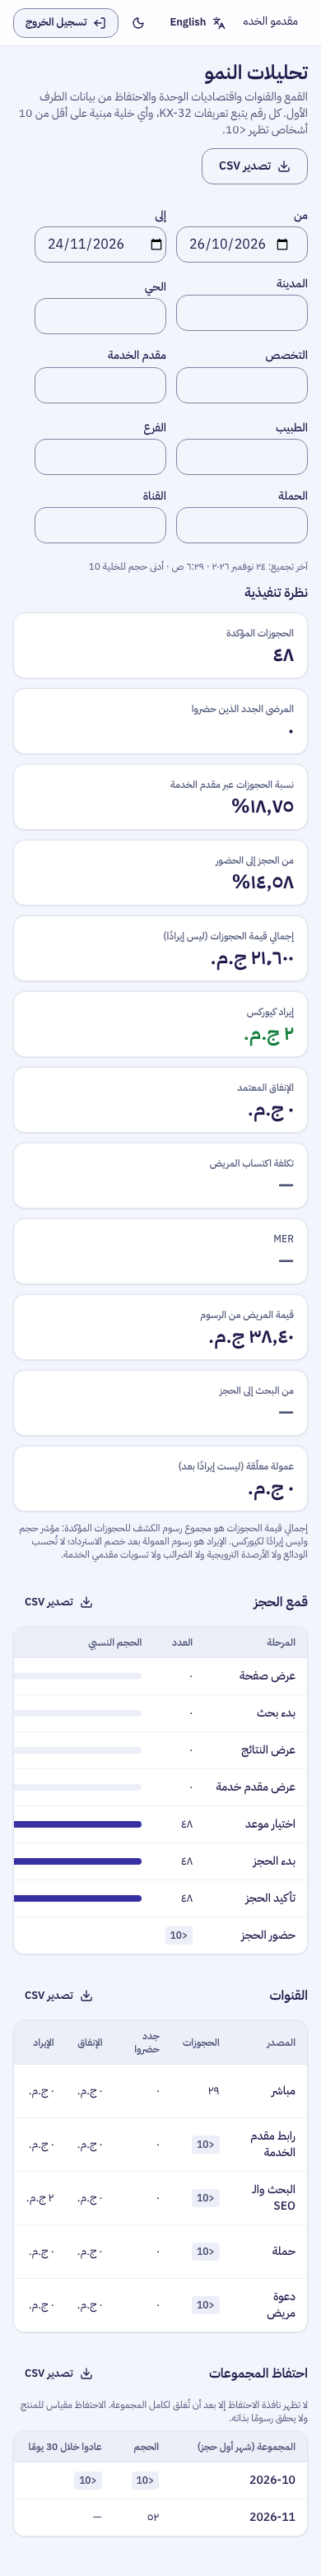 مقدمو الخدمة
English
تسجيل الخروج
تحليلات النمو
القمع والقنوات واقتصاديات الوحدة والاحتفاظ من بيانات الطرف
الأول. كل رقم يتبع تعريفات KX-32، وأي خلية مبنية على أقل من 10
أشخاص تظهر <10.
تصدير CSV
من
إلى
26/10/2026
24/11/2026
المدينة
الحي
التخصص
مقدم الخدمة
الطبيب
الفرع
الحملة
القناة
آخر تجميع: ٢٤ نوفمبر ٢٠٢٦ - ٦:٢٩ ص · أدنى حجم للخلية 10
نظرة تنفيذية
الحجوزات المؤكدة
٤٨
المرضى الجدد الذين حضروا
٠
نسبة الحجوزات عبر مقدم الخدمة
١٨,٧٥%
من الحجز إلى الحضور
١٤,٥٨%
إجمالي قيمة الحجوزات (ليس إيرادًا)
٢١,٦٠٠ ج.م.
إيراد كيوركس
٢ ج.م.
الإنفاق المعتمد
٠ ج.م.
تكلفة اكتساب المريض
—
MER
—
قيمة المريض من الرسوم
٣٨,٤٠ ج.م.
من البحث إلى الحجز
—
عمولة معلّقة (ليست إيرادًا بعد)
٠ ج.م.
إجمالي قيمة الحجوزات هو مجموع رسوم الكشف للحجوزات المؤكدة: مؤشر حجم
وليس إيرادًا لكيوركس. الإيراد هو رسوم العمولة بعد خصم الاسترداد؛ لا تُحسب
الودائع ولا الأرصدة الترويجية ولا الضرائب ولا تسويات مقدمي الخدمة.
قمع الحجز
تصدير CSV
المرحلة العدد الحجم النسبي
عرض صفحة ٠
بدء بحث ٠
عرض النتائج ٠
عرض مقدم خدمة ٠
اختيار موعد ٤٨
بدء الحجز ٤٨
تأكيد الحجز ٤٨
حضور الحجز <10
القنوات
تصدير CSV
المصدر الحجوزات جدد حضروا الإنفاق الإيراد
مباشر ٢٩ ٠ ٠ ج.م. ٠ ج.م.
رابط مقدم الخدمة <10 ٠ ٠ ج.م. ٠ ج.م.
البحث والـ SEO <10 ٠ ٠ ج.م. ٢ ج.م.
حملة <10 ٠ ٠ ج.م. ٠ ج.م.
دعوة مريض <10 ٠ ٠ ج.م. ٠ ج.م.
احتفاظ المجموعات
تصدير CSV
لا تظهر نافذة الاحتفاظ إلا بعد أن تُغلق لكامل المجموعة. الاحتفاظ مقياس للمنتج
ولا يحقق رسومًا بذاته.
المجموعة (شهر أول حجز) الحجم عادوا خلال 30 يومًا
2026-10 <10 <10
2026-11 ٥٢ —